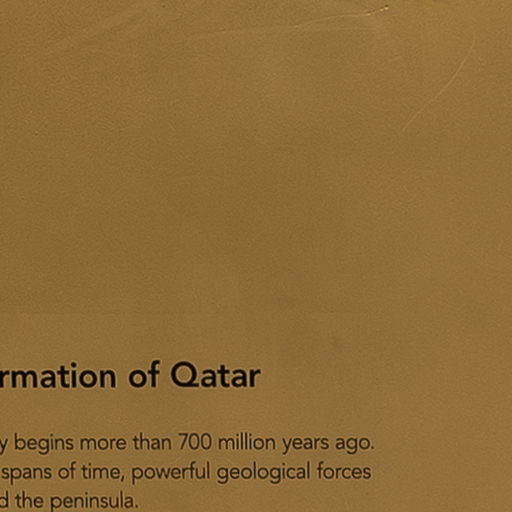 rmation of Qatar
y begins more than 700 million years ago.
spans of time, powerful geological forces
d the peninsula.